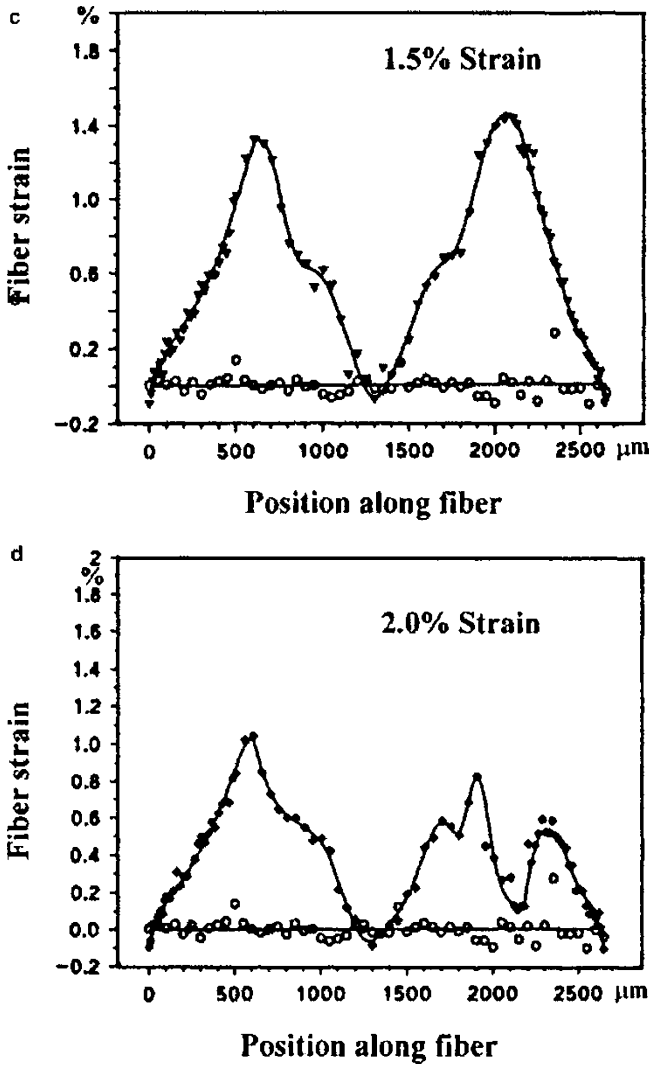 c
%
1.5% Strain
1.8
1.4
1.0
0.6
0.2
-0.2
Fiber strain
0 500 1000 1500 2000 2500 μm
Position along fiber
d
2
%
2.0% Strain
1.8
1.6
1.4
1.2
1.0
0.8
0.6
0.4
0.2
0.0
-0.2
Fiber strain
0 500 1000 1500 2000 2500 μm
Position along fiber